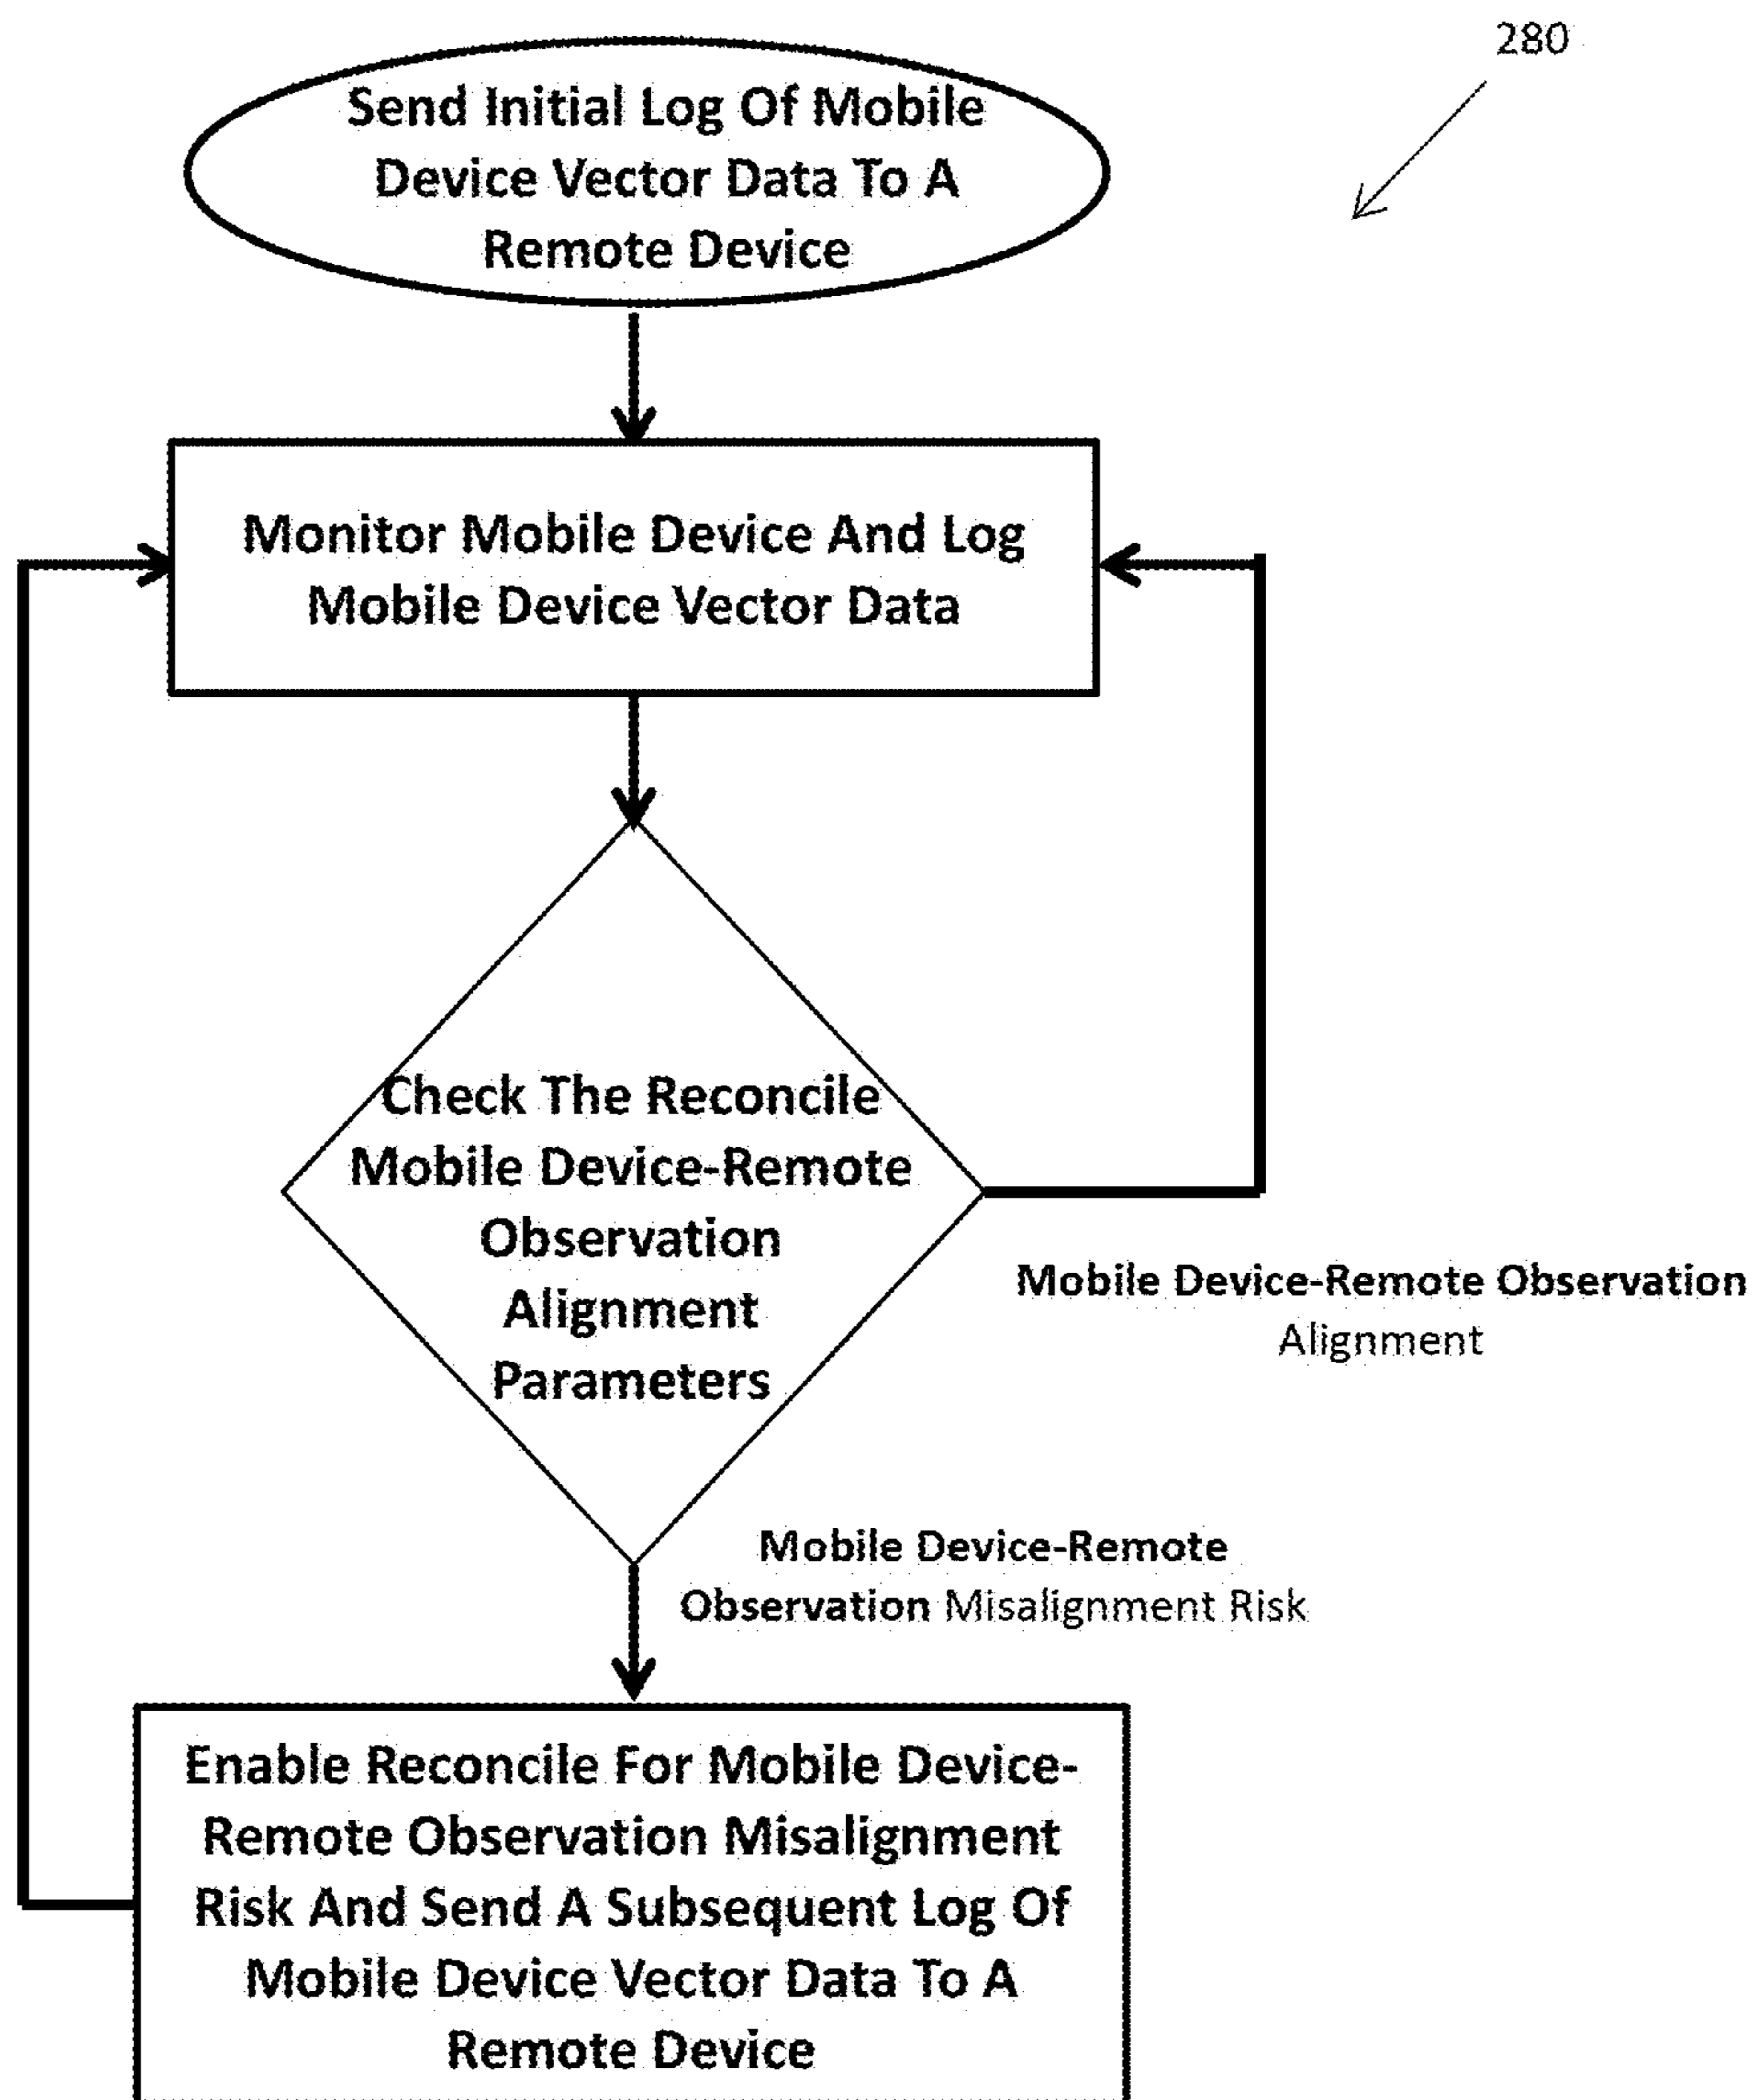 280
Send Initial Log Of Mobile
Device Vector Data To A
Remote Device
Monitor Mobile Device And Log
Mobile Device Vector Data
Check The Reconcile
Mobile Device-Remote
Observation
Alignment
Parameters
Mobile Device-Remote Observation
Alignment
Mobile Device-Remote
Observation Misalignment Risk
Enable Reconcile For Mobile Device-
Remote Observation Misalignment
Risk And Send A Subsequent Log Of
Mobile Device Vector Data To A
Remote Device